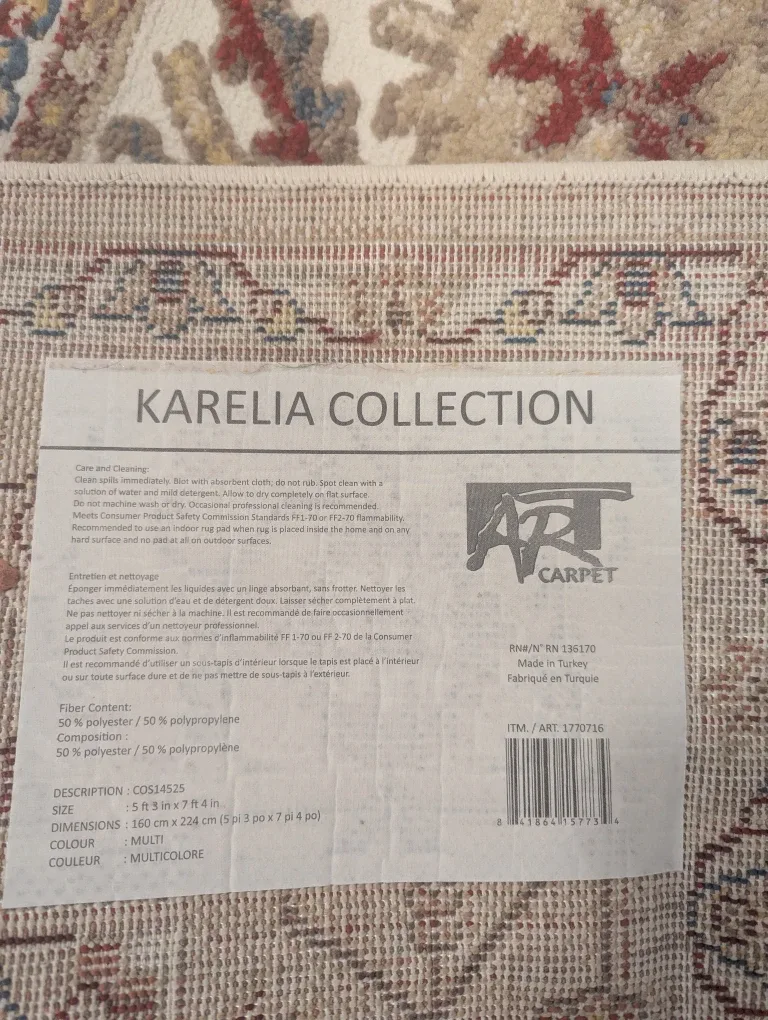 KARELIA COLLECTION
Care and Cleaning:
Clean spills immediately. Blot with absorbent cloth; do not rub. Spot clean with a
solution of water and mild detergent. Allow to dry completely on flat surface.
Do not machine wash or dry. Occasional professional cleaning is recommended.
Meets Consumer Product Safety Commission Standards FF1-70 or FF2-70 flammability.
Recommended to use an indoor rug pad when rug is placed inside the home and on any
hard surface and no pad at all on outdoor surfaces.
Entretien et nettoyage
Éponger immédiatement les liquides avec un linge absorbant, sans frotter. Nettoyer les
taches avec une solution d'eau et de détergent doux. Laisser sécher complètement à plat.
Ne pas nettoyer ni sécher à la machine. Il est recommandé de faire occasionnellement
appel aux services d'un nettoyeur professionnel.
Le produit est conforme aux normes d'inflammabilité FF 1-70 ou FF 2-70 de la Consumer
Product Safety Commission.
Il est recommandé d'utiliser un sous-tapis d'intérieur lorsque le tapis est placé à l'intérieur
ou sur toute surface dure et de ne pas mettre de sous-tapis à l'extérieur.
Fiber Content:
50 % polyester / 50 % polypropylene
Composition :
50 % polyester / 50 % polypropylène
DESCRIPTION : COS14525
SIZE : 5 ft 3 in x 7 ft 4 in
DIMENSIONS : 160 cm x 224 cm (5 pi 3 po x 7 pi 4 po)
COLOUR : MULTI
COULEUR : MULTICOLORE
ART
CARPET
RN#/N° RN 136170
Made in Turkey
Fabriqué en Turquie
ITM. / ART. 1770716
8 41864 15773 4